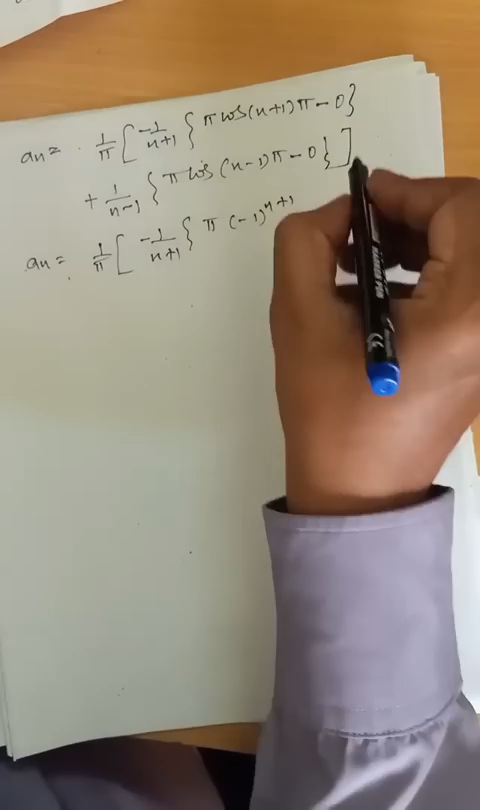 an = 1/π [ -1/n+1 { π cos(n+1)π - 0 }
+ 1/n-1 { π cos (n-1)π - 0 } ]
an = 1/π [ -1/n+1 { π (-1)^n+1